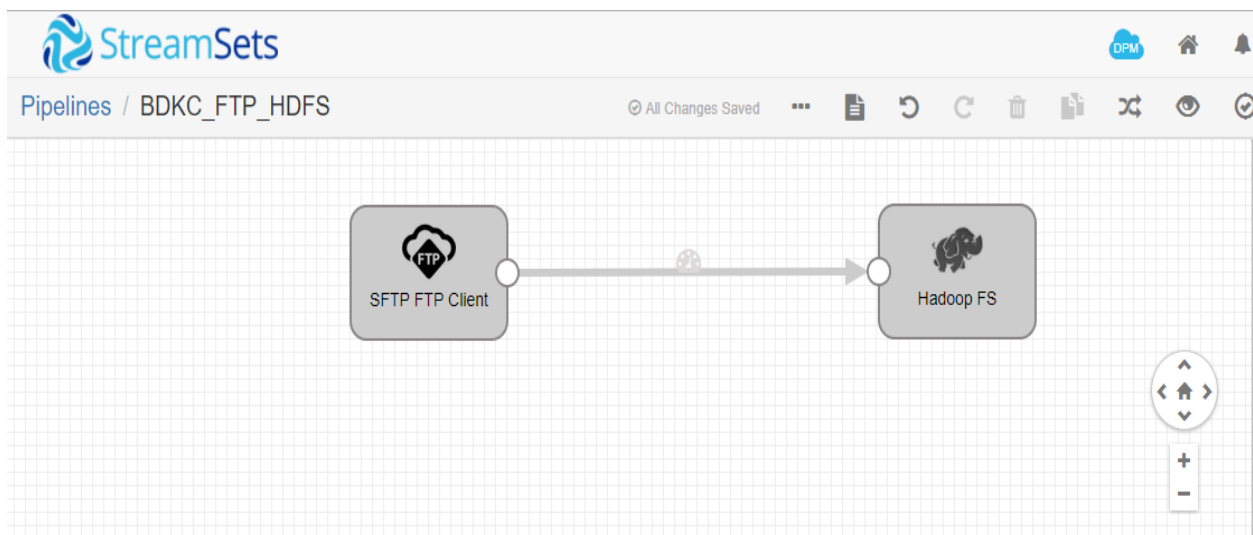 StreamSets
DPM
Pipelines / BDKC_FTP_HDFS
All Changes Saved
FTP
SFTP FTP Client
Hadoop FS